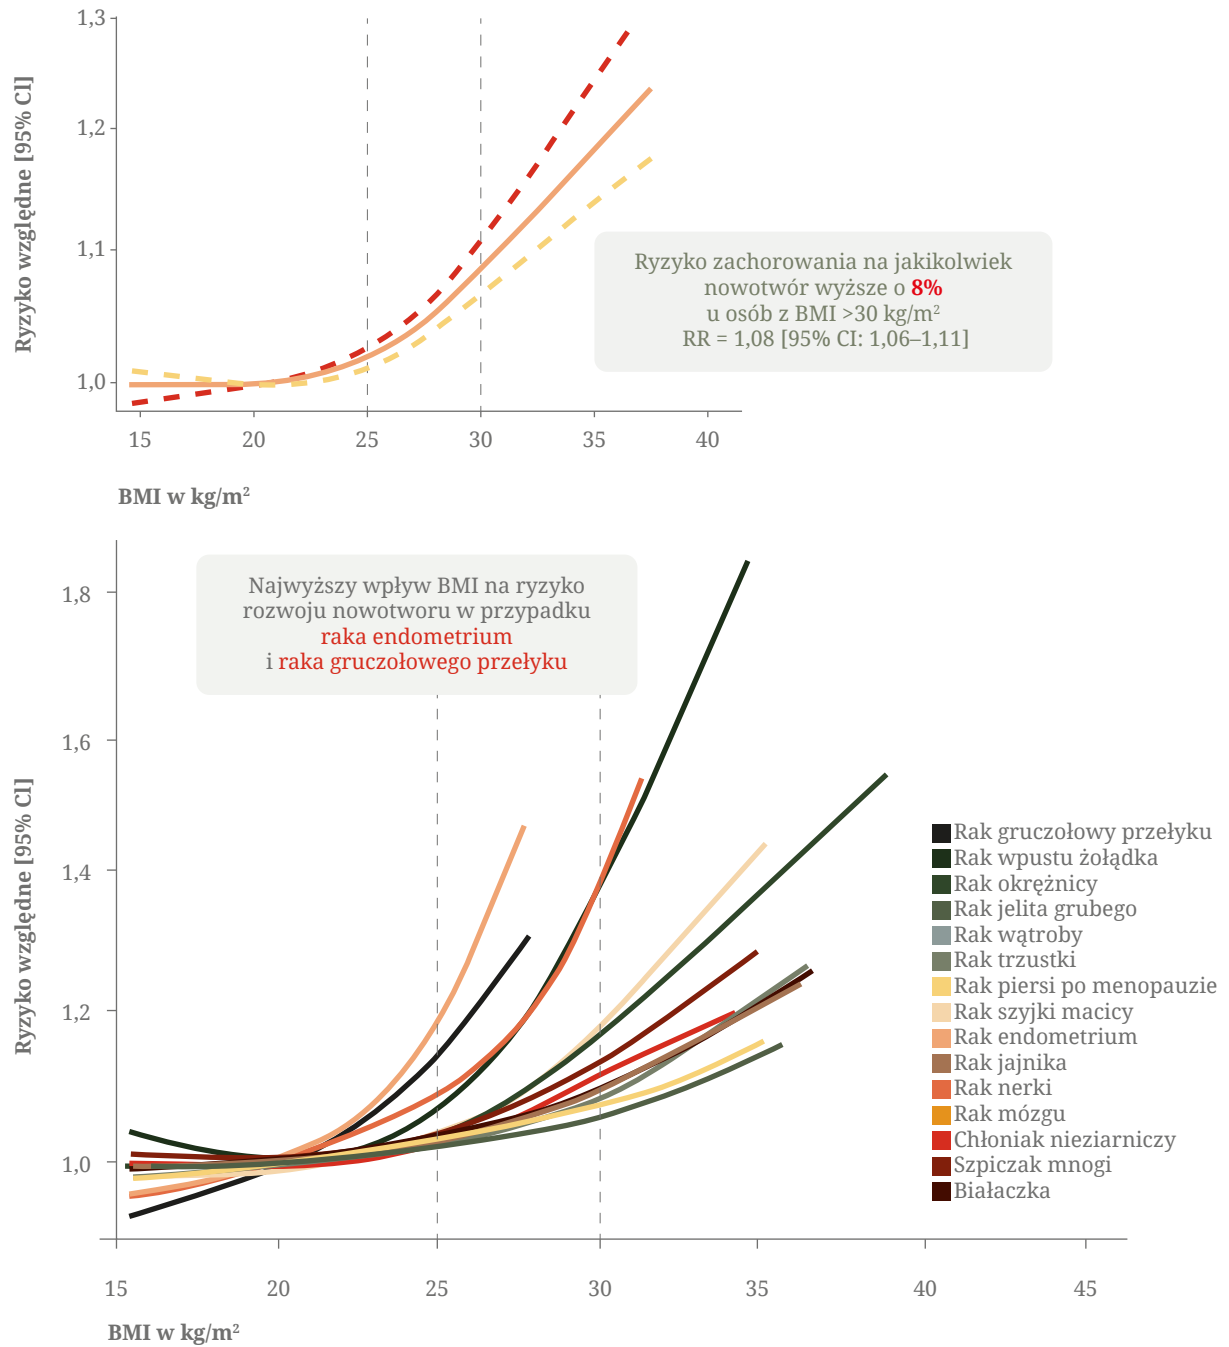 1,3
1,2
1,1
1,0
Ryzyko względne [95% CI]
Ryzyko zachorowania na jakikolwiek
nowotwór wyższe o 8%
u osób z BMI >30 kg/m²
RR = 1,08 [95% CI: 1,06–1,11]
15 20 25 30 35 40
BMI w kg/m²
Najwyższy wpływ BMI na ryzyko
rozwoju nowotworu w przypadku
raka endometrium
i raka gruczołowego przełyku
1,8
1,6
1,4
1,2
1,0
Ryzyko względne [95% CI]
Rak gruczołowy przełyku
Rak wpustu żołądka
Rak okrężnicy
Rak jelita grubego
Rak wątroby
Rak trzustki
Rak piersi po menopauzie
Rak szyjki macicy
Rak endometrium
Rak jajnika
Rak nerki
Rak mózgu
Chłoniak nieziarniczy
Szpiczak mnogi
Białaczka
15 20 25 30 35 40 45
BMI w kg/m²